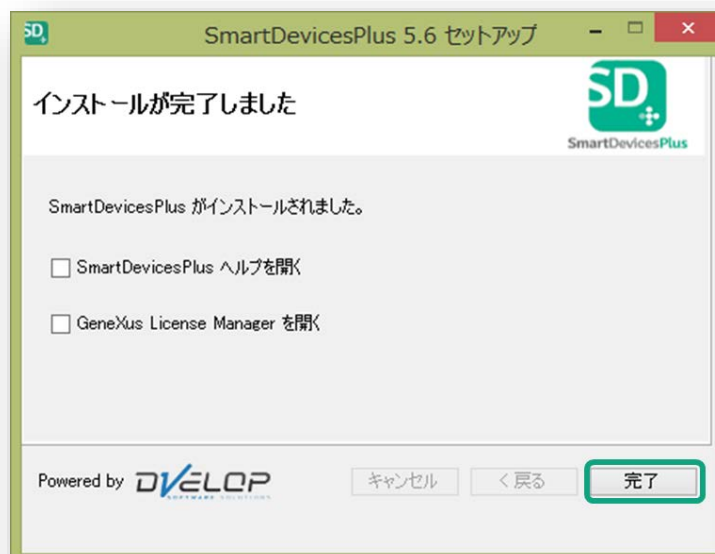 SD
SmartDevicesPlus 5.6 セットアップ
インストールが完了しました
SD
SmartDevicesPlus
SmartDevicesPlus がインストールされました。
SmartDevicesPlus ヘルプを開く
GeneXus License Manager を開く
Powered by DVELOP
SOFTWARE SOLUTIONS
キャンセル
< 戻る
完了